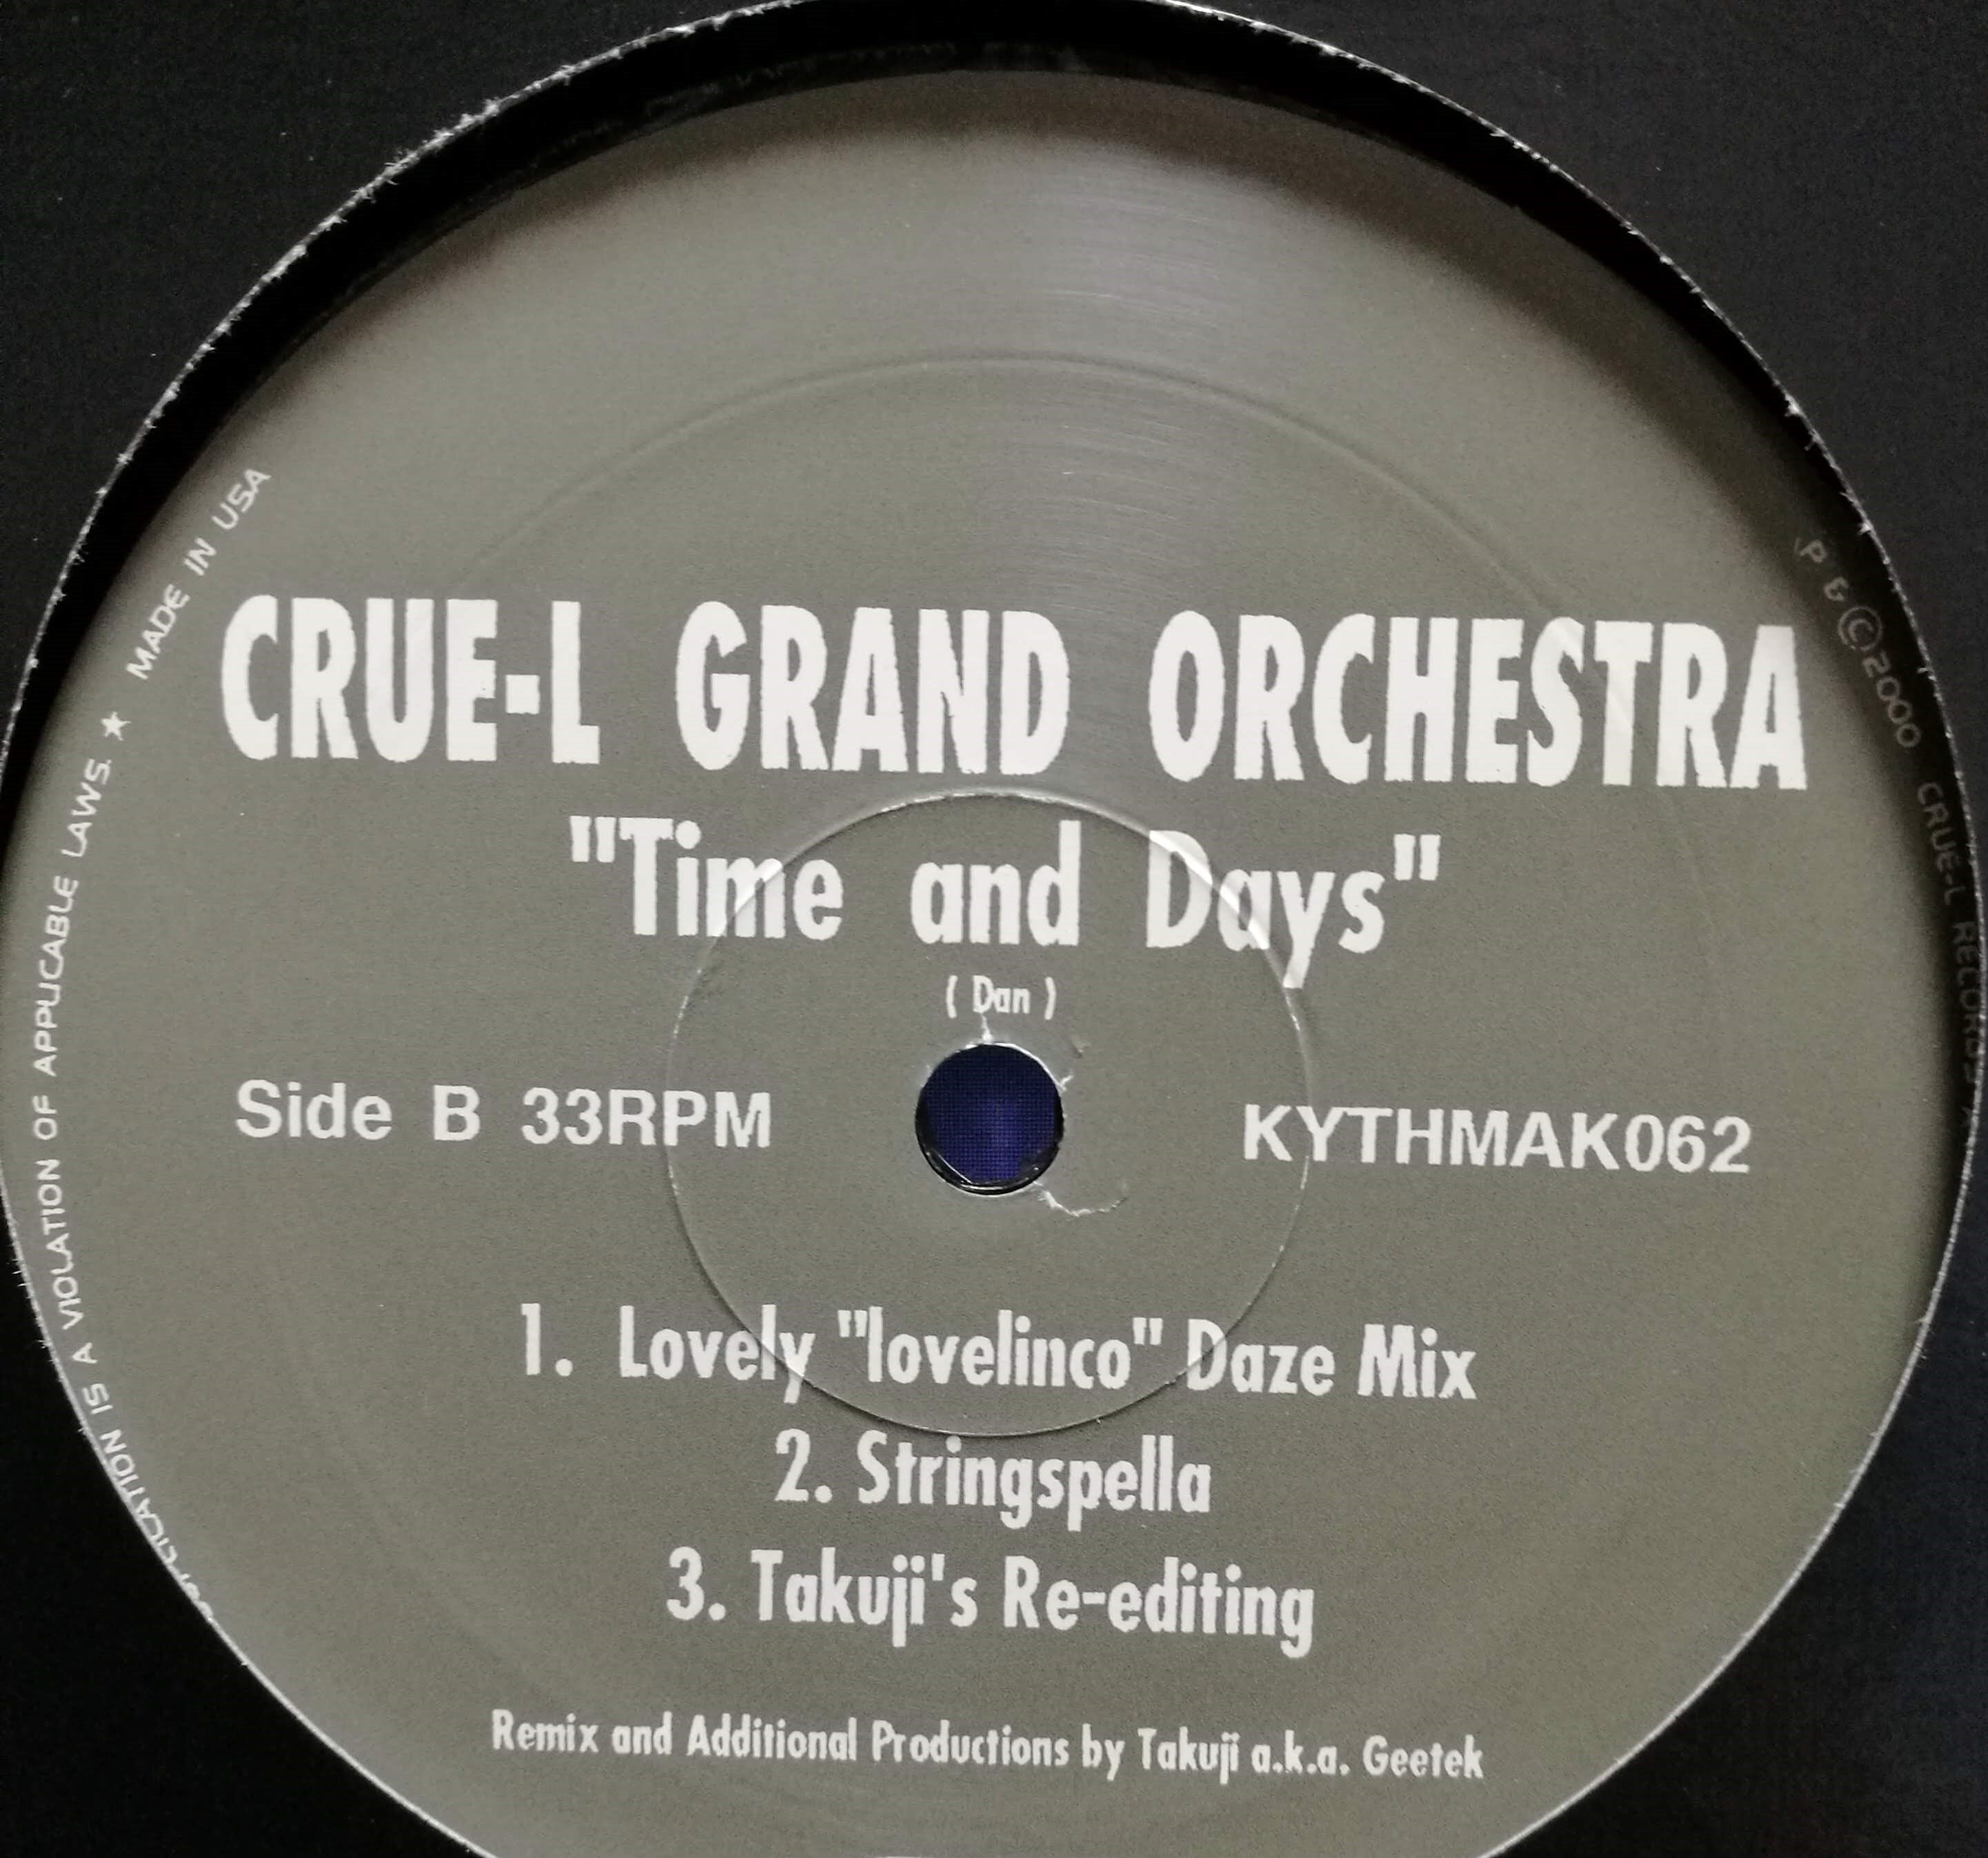 CRUE-L GRAND ORCHESTRA
"Time and Days"
( Dan )
Side B 33RPM
KYTHMAK062
1. Lovely "lovelinco" Daze Mix
2. Stringspella
3. Takuji's Re-editing
Remix and Additional Productions by Takuji a.k.a. Geetek
IS A VIOLATION OF APPLICABLE LAWS. ★ MADE IN USA
P & ©2000 CRUE-L RECORDS